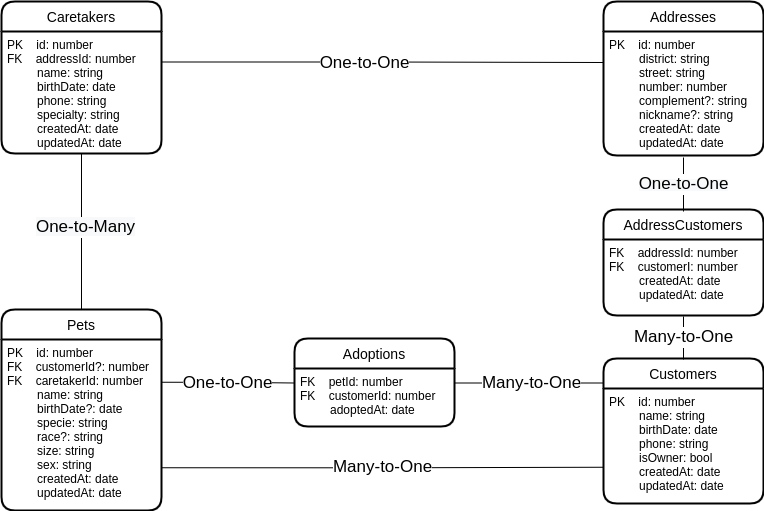 Caretakers
PK id: number
FK addressId: number
name: string
birthDate: date
phone: string
specialty: string
createdAt: date
updatedAt: date
One-to-One
Addresses
PK id: number
district: string
street: string
number: number
complement?: string
nickname?: string
createdAt: date
updatedAt: date
One-to-Many
One-to-One
AddressCustomers
FK addressId: number
FK customerI: number
createdAt: date
updatedAt: date
Many-to-One
Pets
PK id: number
FK customerId?: number
FK caretakerId: number
name: string
birthDate?: date
specie: string
race?: string
size: string
sex: string
createdAt: date
updatedAt: date
One-to-One
Adoptions
FK petId: number
FK customerId: number
adoptedAt: date
Many-to-One
Customers
PK id: number
name: string
birthDate: date
phone: string
isOwner: bool
createdAt: date
updatedAt: date
Many-to-One